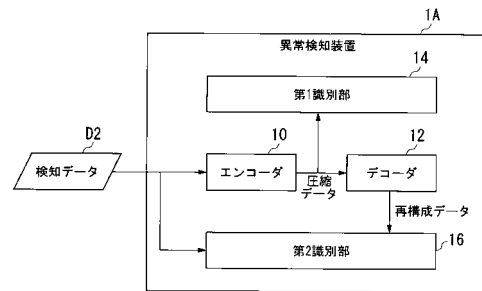 1A
異常検知装置
14
第1識別部
D2
検知データ
10
エンコーダ
12
デコーダ
圧縮
データ
再構成データ
第2識別部
16